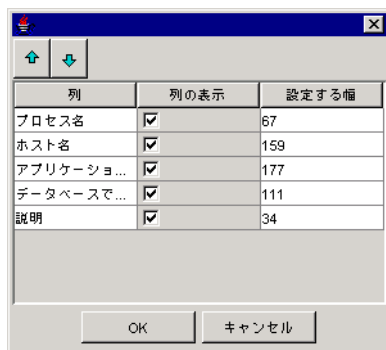 列 列の表示 設定する幅
プロセス名 67
ホスト名 159
アプリケーショ... 177
データベースで... 111
説明 34
OK キャンセル